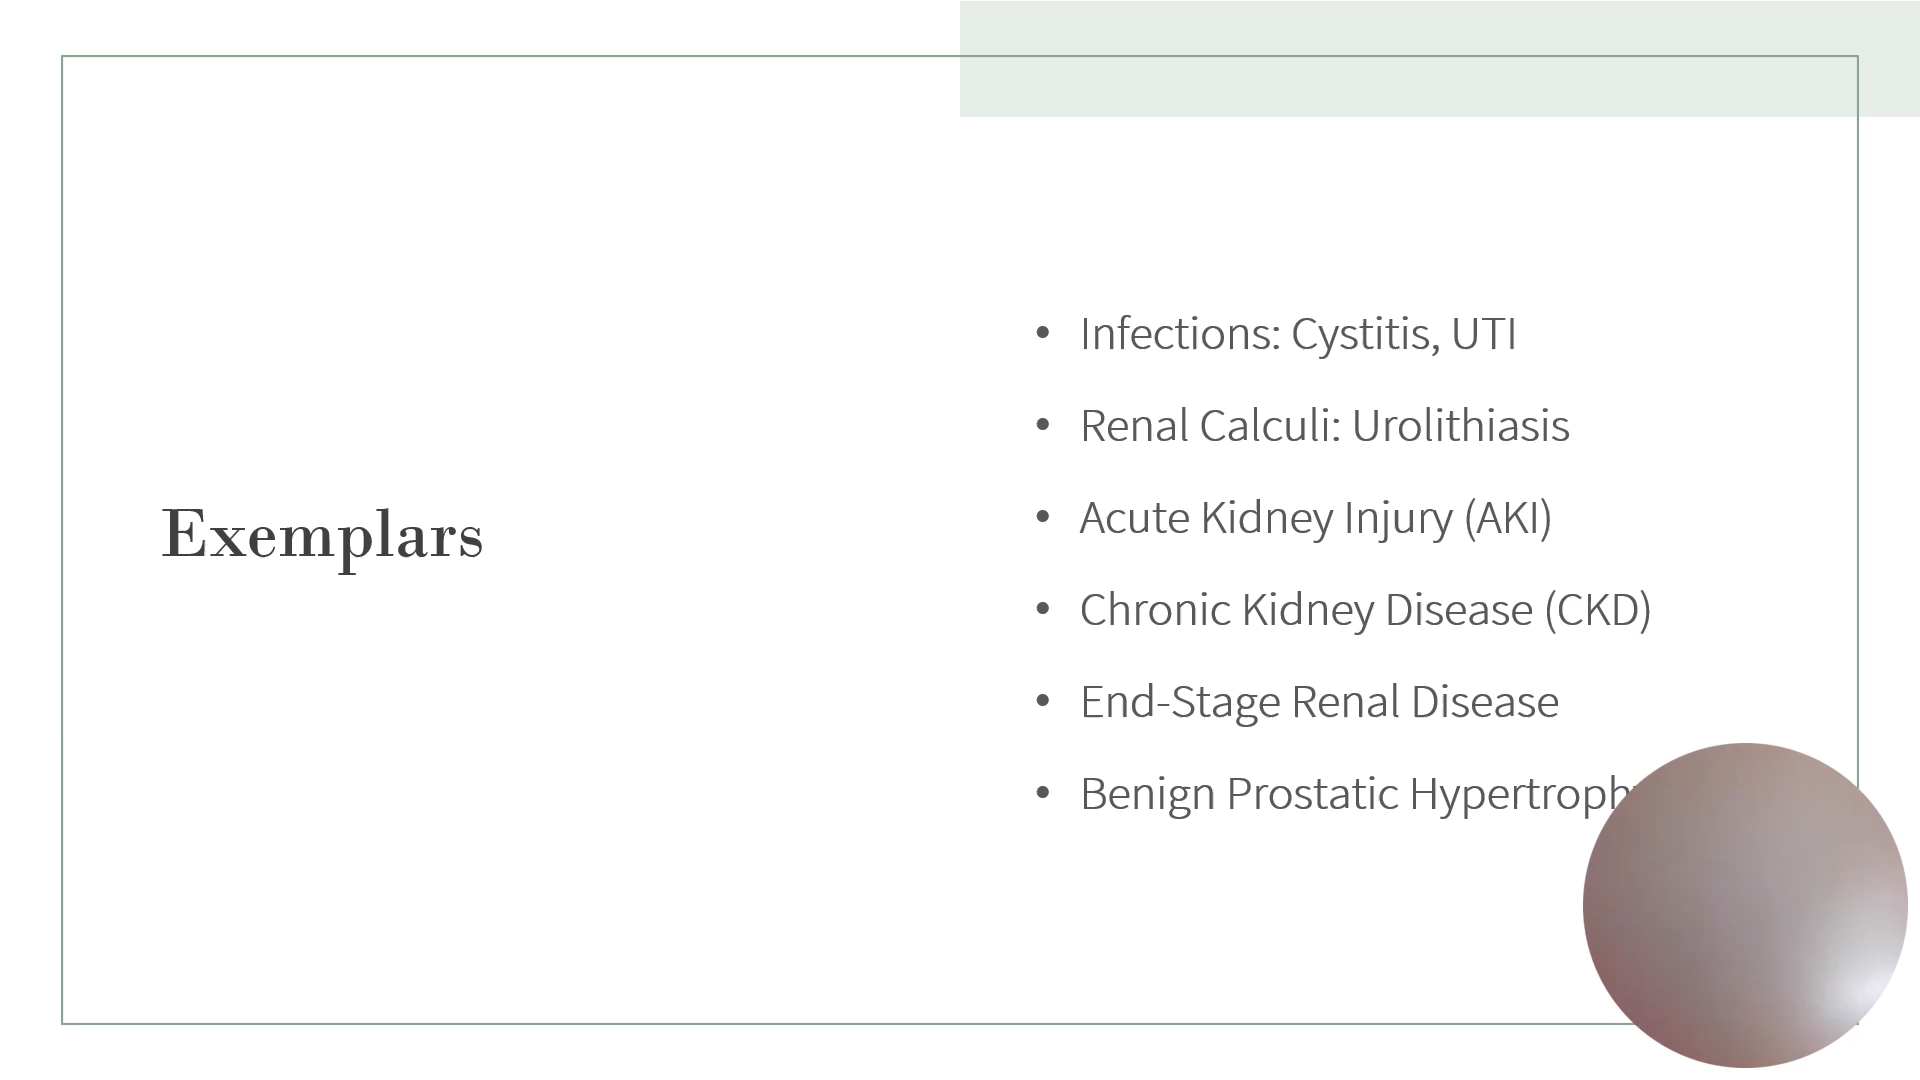 Exemplars
• Infections: Cystitis, UTI
• Renal Calculi: Urolithiasis
• Acute Kidney Injury (AKI)
• Chronic Kidney Disease (CKD)
• End-Stage Renal Disease
• Benign Prostatic Hypertroph